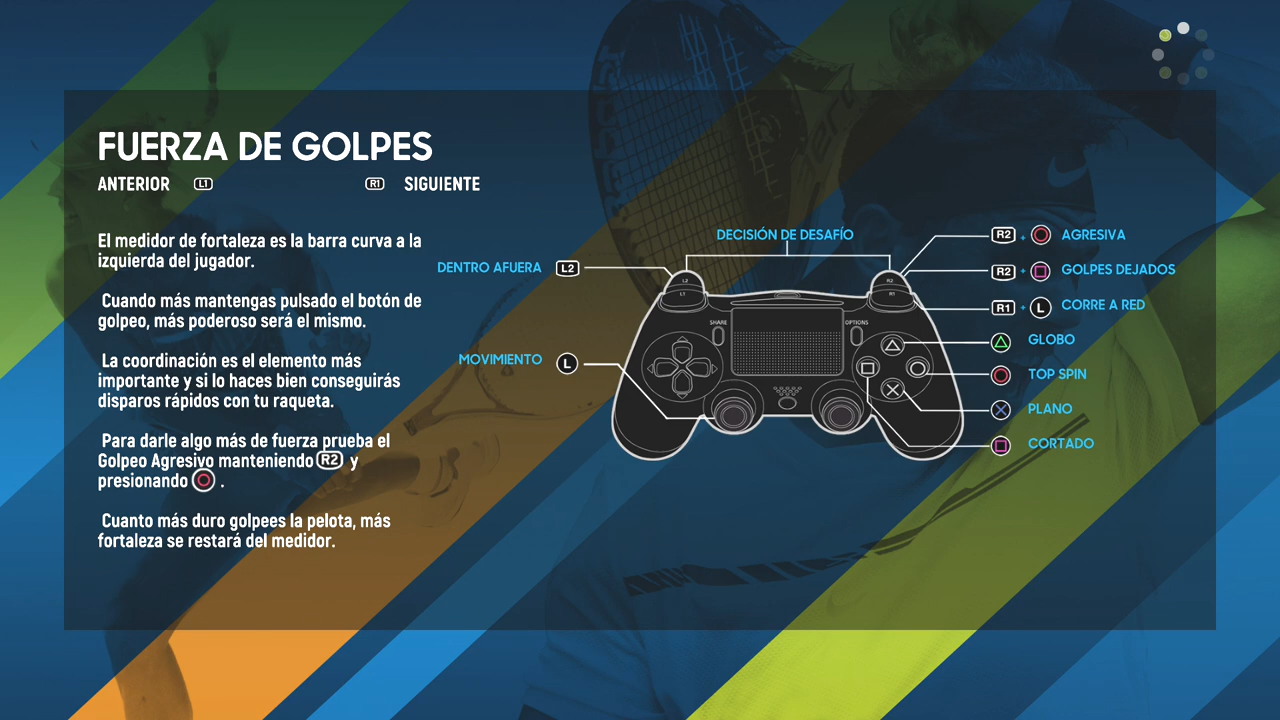 FUERZA DE GOLPES
ANTERIOR L1 R1 SIGUIENTE
El medidor de fortaleza es la barra curva a la
izquierda del jugador.
Cuando más mantengas pulsado el botón de
golpeo, más poderoso será el mismo.
La coordinación es el elemento más
importante y si lo haces bien conseguirás
disparos rápidos con tu raqueta.
Para darle algo más de fuerza prueba el
Golpeo Agresivo manteniendo R2 y
presionando .
Cuanto más duro golpees la pelota, más
fortaleza se restará del medidor.
DECISIÓN DE DESAFÍO
DENTRO AFUERA L2
MOVIMIENTO L
L2
L1
SHARE
OPTIONS
R2
R1
R2 + AGRESIVA
R2 + GOLPES DEJADOS
R1 + L CORRE A RED
GLOBO
TOP SPIN
PLANO
CORTADO